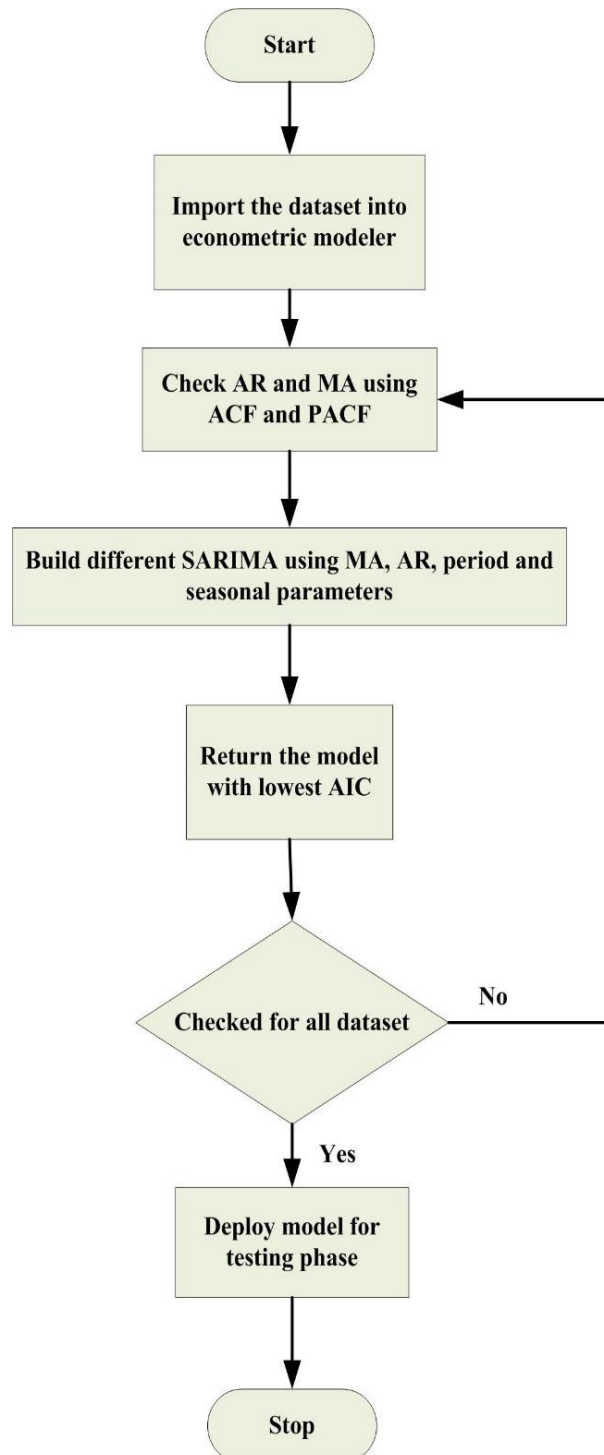 Start
Import the dataset into
econometric modeler
Check AR and MA using
ACF and PACF
Build different SARIMA using MA, AR, period and
seasonal parameters
Return the model
with lowest AIC
Checked for all dataset
No
Yes
Deploy model for
testing phase
Stop